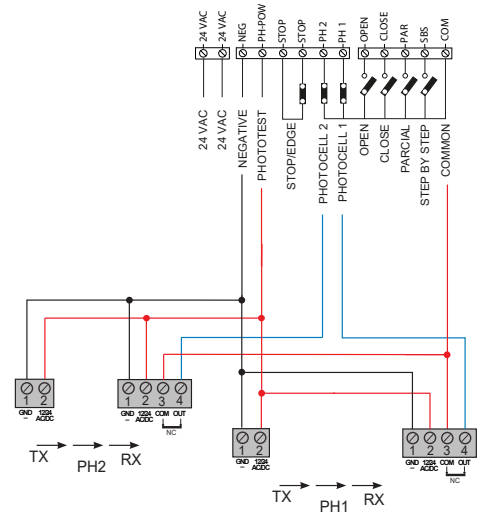 24 VAC
24 VAC
NEG
PH-POW
STOP
STOP
PH 2
PH 1
OPEN
CLOSE
PAR
SBS
COM
24 VAC
24 VAC
NEGATIVE
PHOTOTEST
STOP/EDGE
PHOTOCELL 2
PHOTOCELL 1
OPEN
CLOSE
PARCIAL
STEP BY STEP
COMMON
1 2
GND 12/24
– AC/DC
1 2 3 4
GND 12/24 COM OUT
– AC/DC
NC
TX PH2 RX
1 2
GND 12/24
– AC/DC
1 2 3 4
GND 12/24 COM OUT
– AC/DC
NC
TX PH1 RX